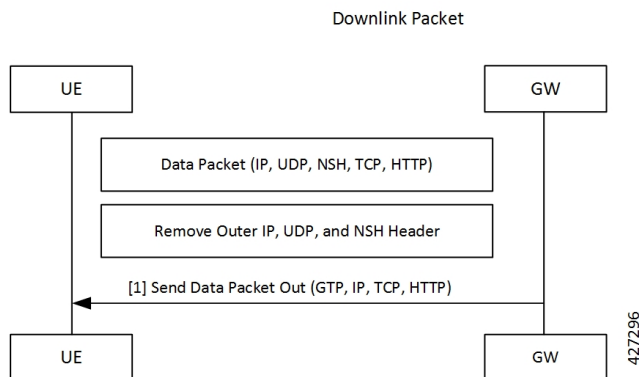 Downlink Packet
UE
GW
Data Packet (IP, UDP, NSH, TCP, HTTP)
Remove Outer IP, UDP, and NSH Header
[1] Send Data Packet Out (GTP, IP, TCP, HTTP)
UE
GW
427296